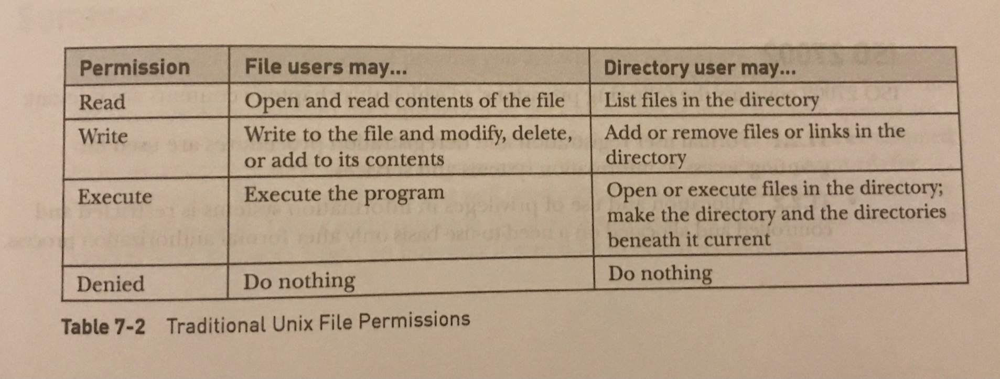 Permission File users may... Directory user may...
Read Open and read contents of the file List files in the directory
Write Write to the file and modify, delete, Add or remove files or links in the
or add to its contents directory
Execute Execute the program Open or execute files in the directory;
make the directory and the directories
beneath it current
Denied Do nothing Do nothing
Table 7-2 Traditional Unix File Permissions
ISO 27002